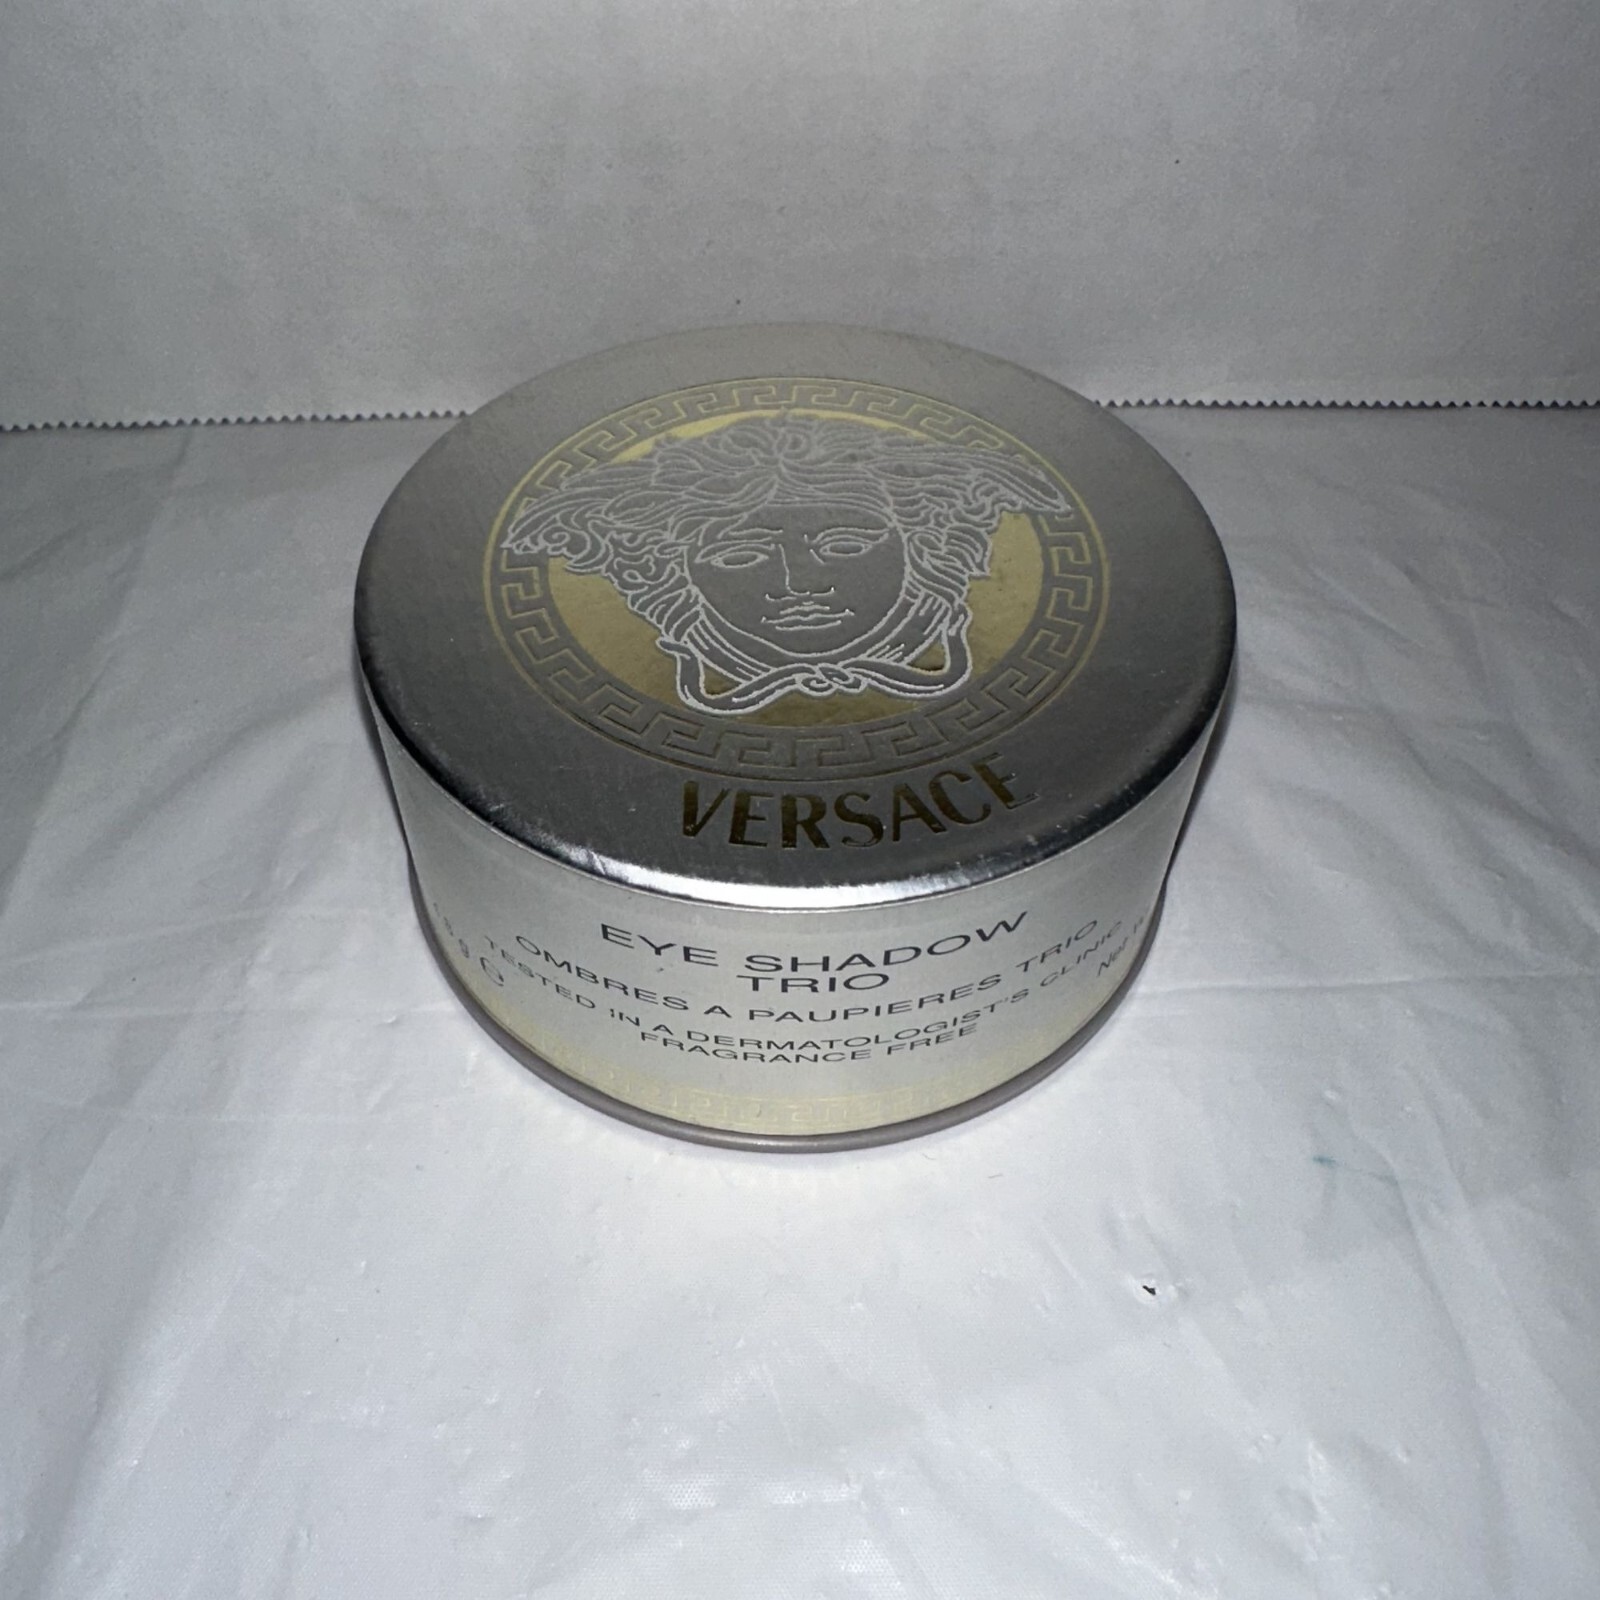 VERSACE
EYE SHADOW
TRIO
OMBRES A PAUPIERES TRIO
TESTED IN A DERMATOLOGIST'S CLINIC
FRAGRANCE FREE